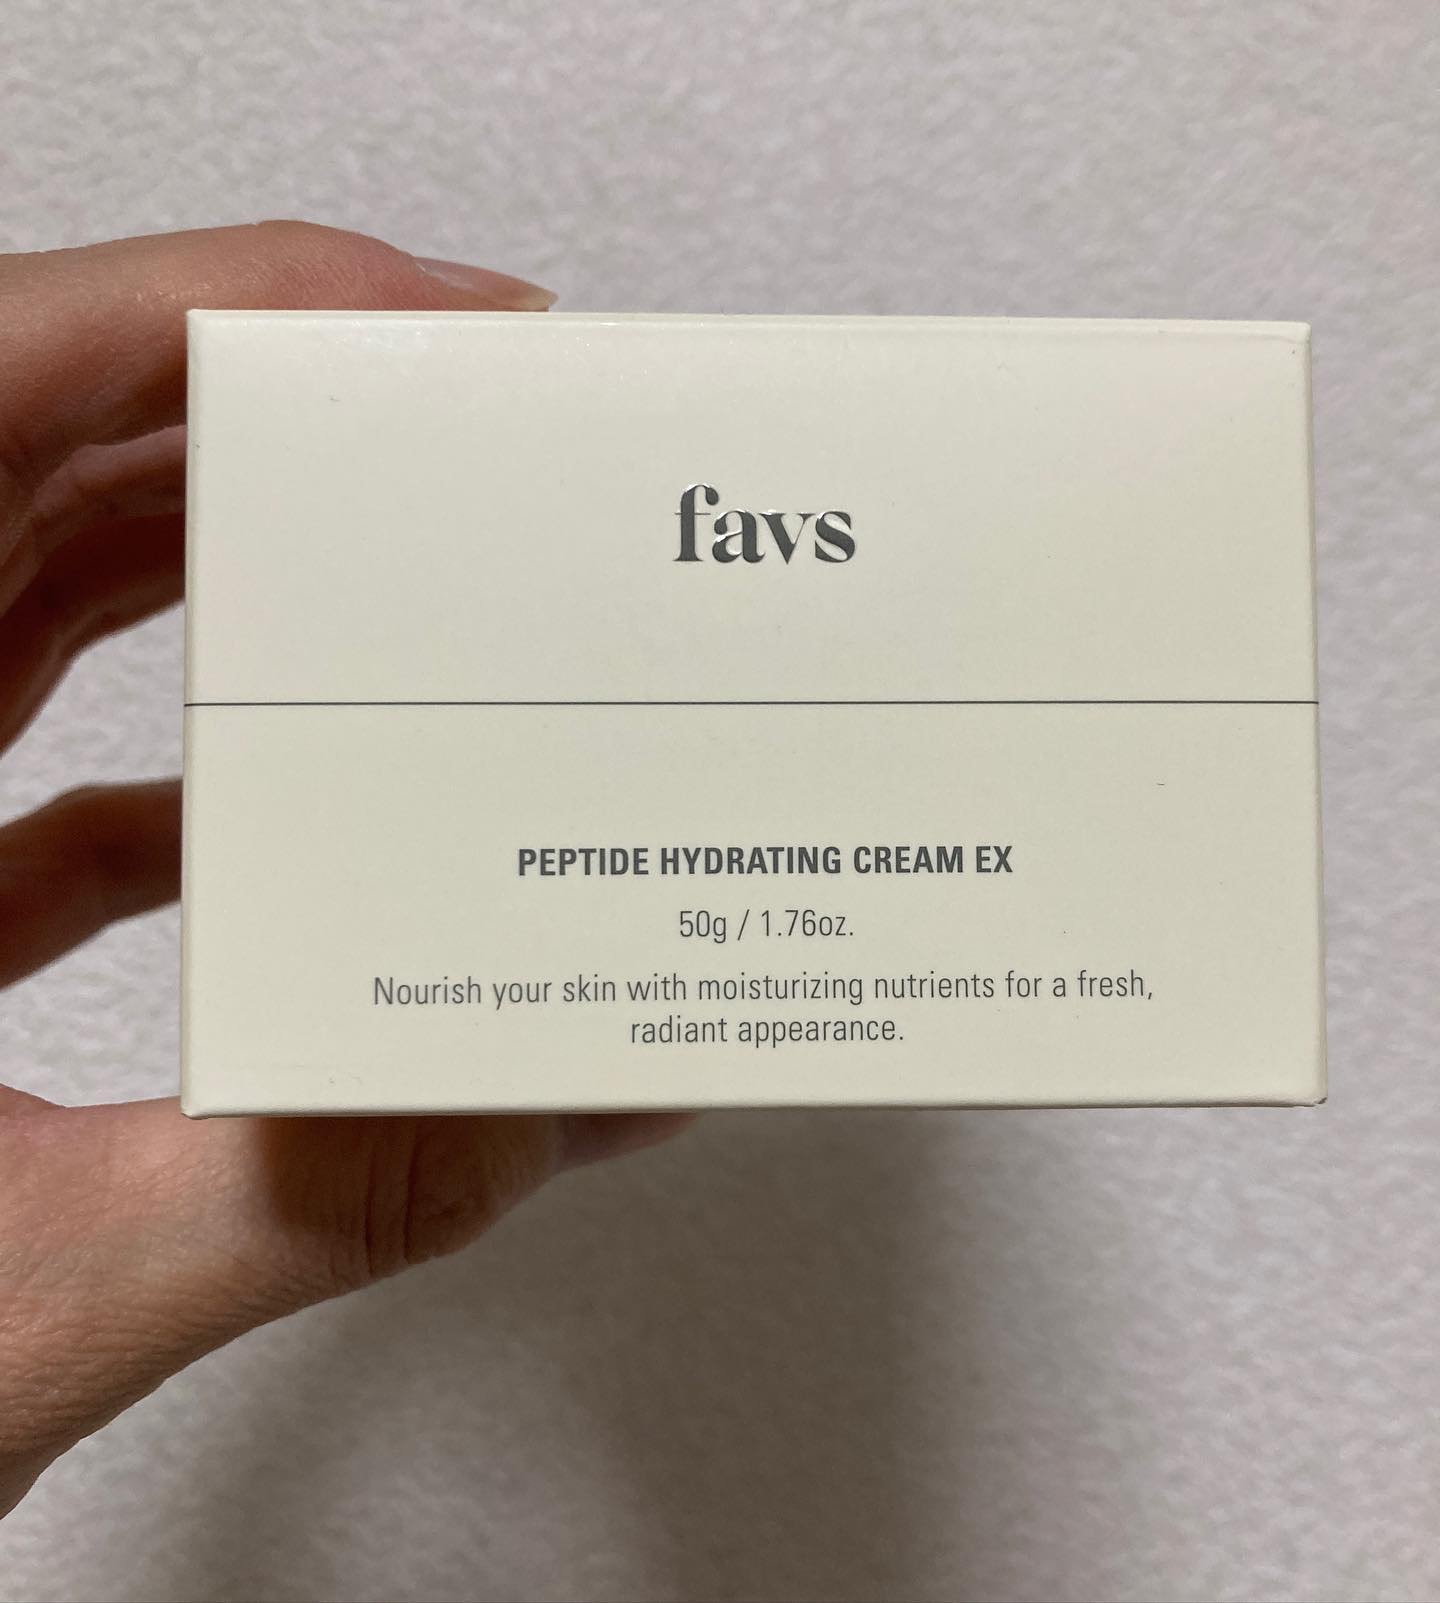 favs
PEPTIDE HYDRATING CREAM EX
50g / 1.76oz.
Nourish your skin with moisturizing nutrients for a fresh,
radiant appearance.